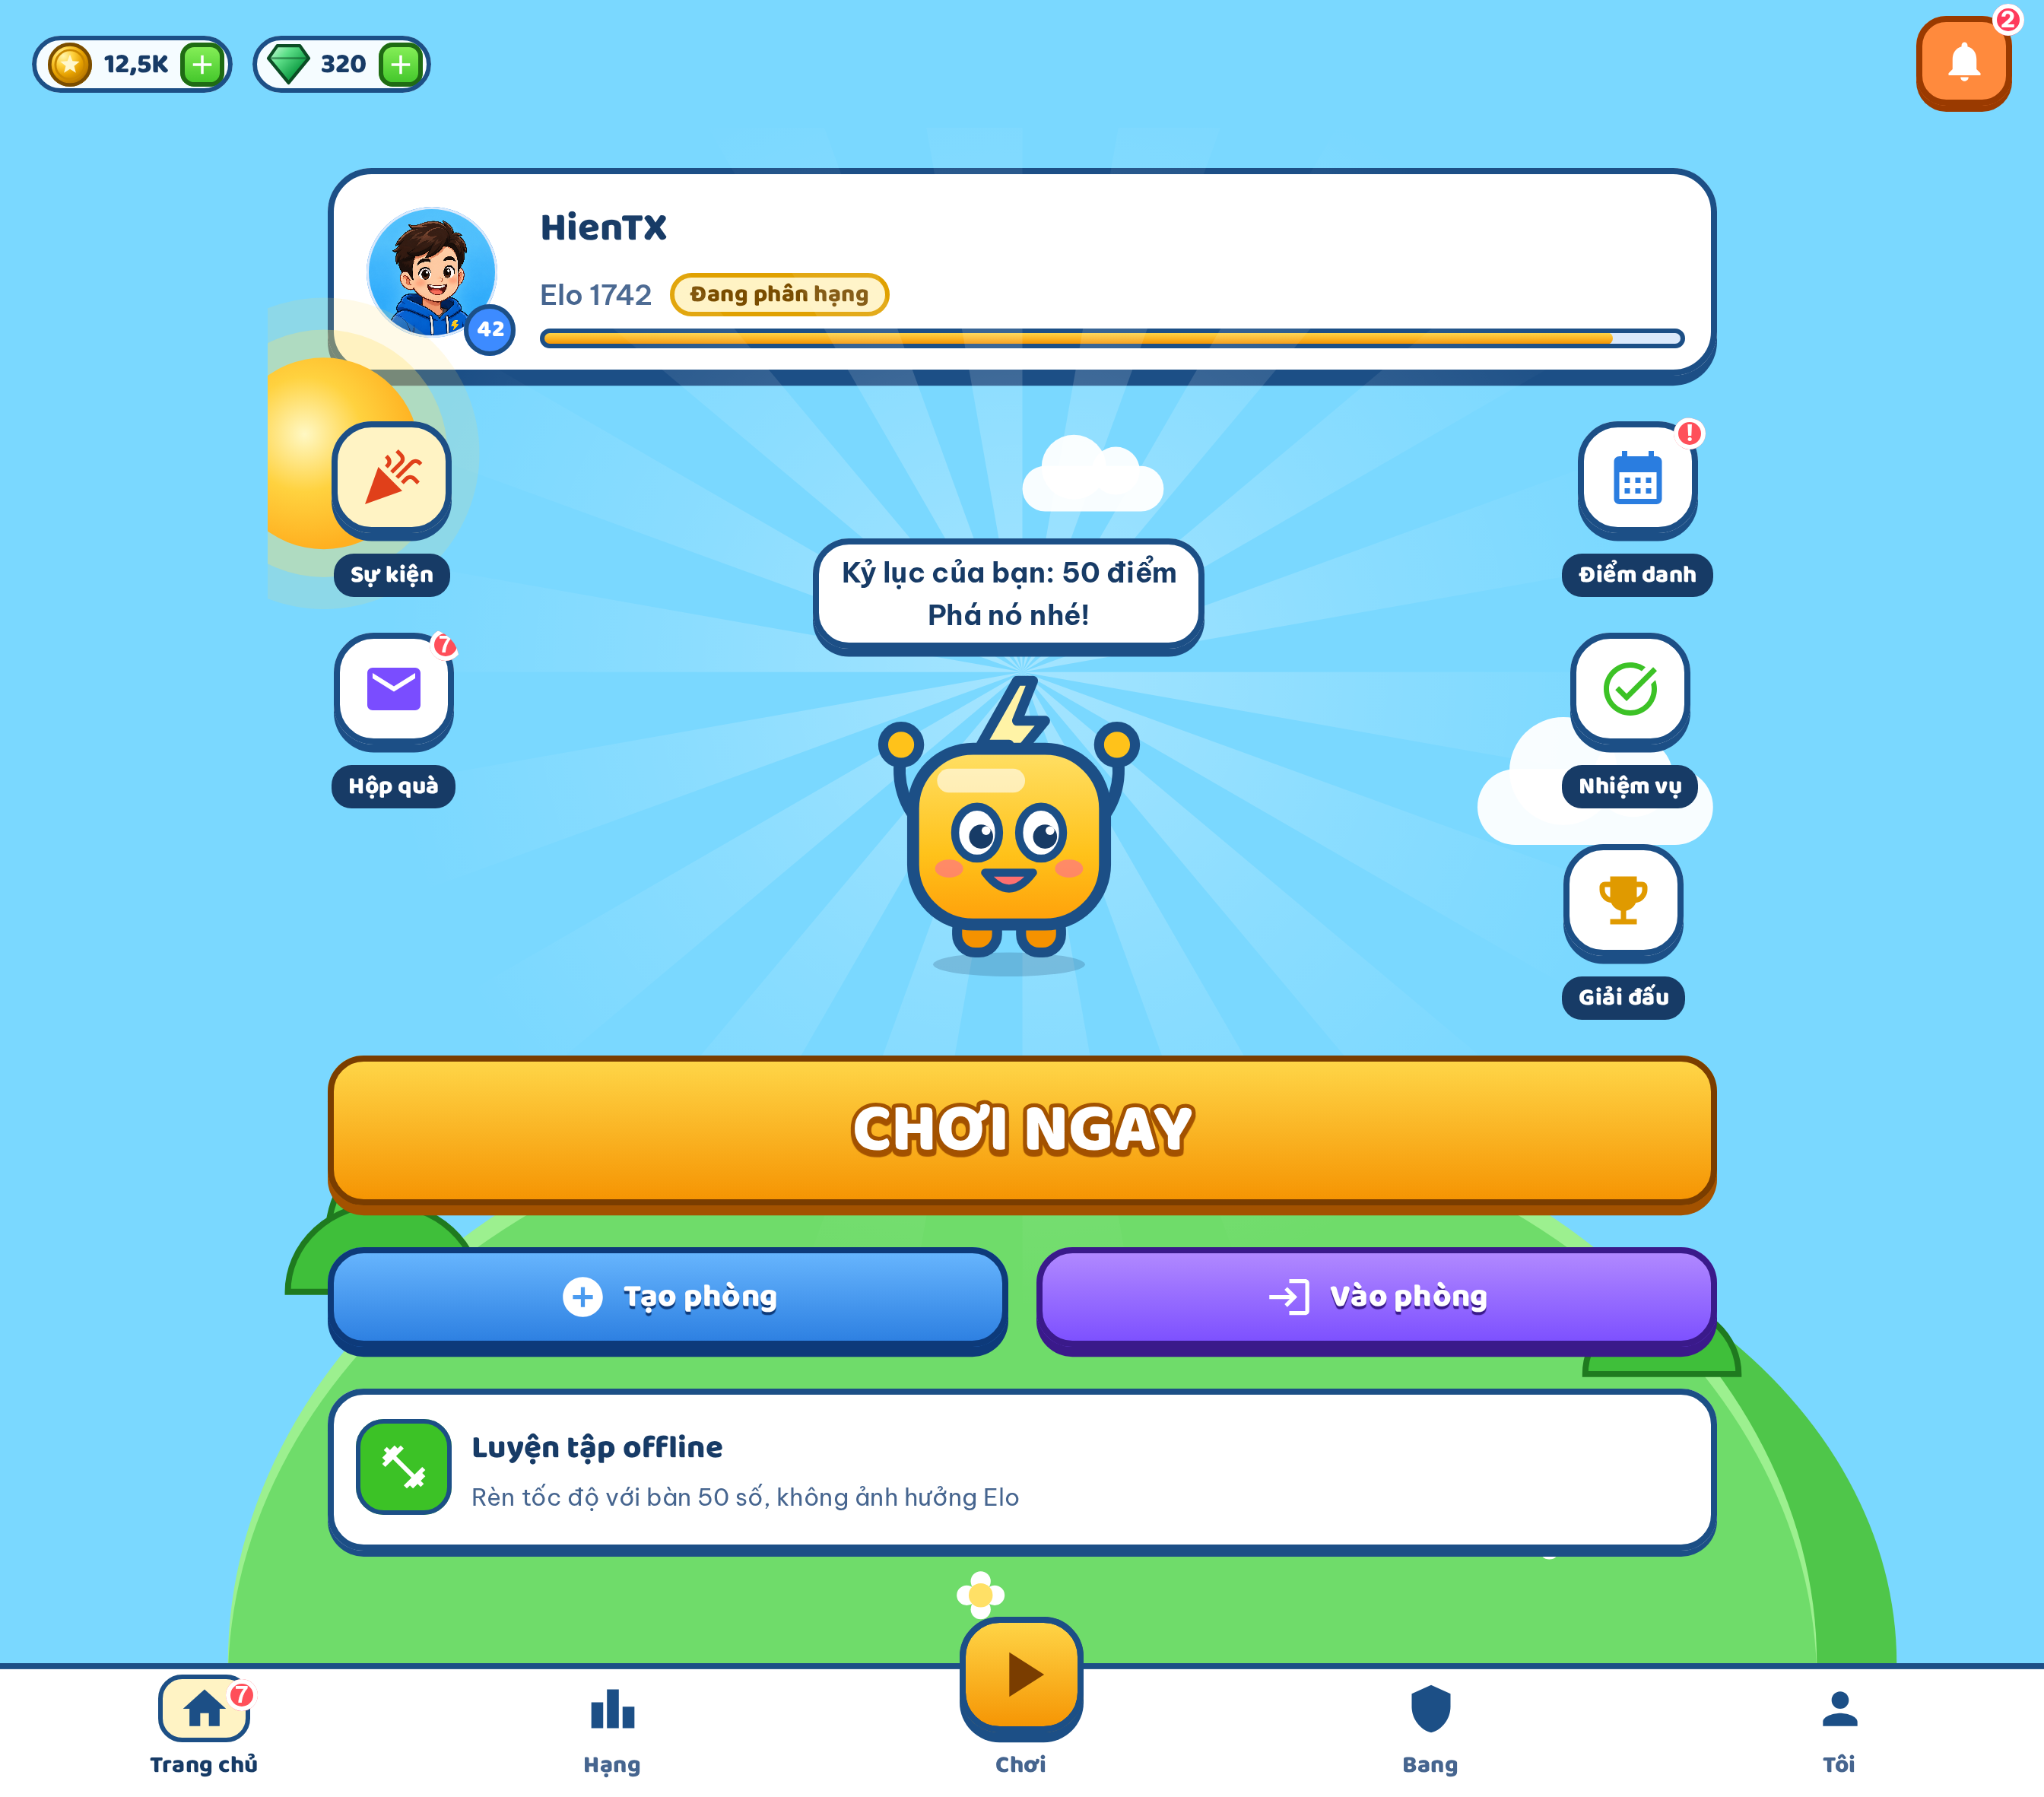 12,5K
320
2
HienTX
Elo 1742
Đang phân hạng
42
Sự kiện
!
Điểm danh
Kỷ lục của bạn: 50 điểm
Phá nó nhé!
7
Hộp quà
Nhiệm vụ
Giải đấu
CHƠI NGAY
Tạo phòng
Vào phòng
Luyện tập offline
Rèn tốc độ với bàn 50 số, không ảnh hưởng Elo
7
Trang chủ
Hạng
Chơi
Bang
Tôi